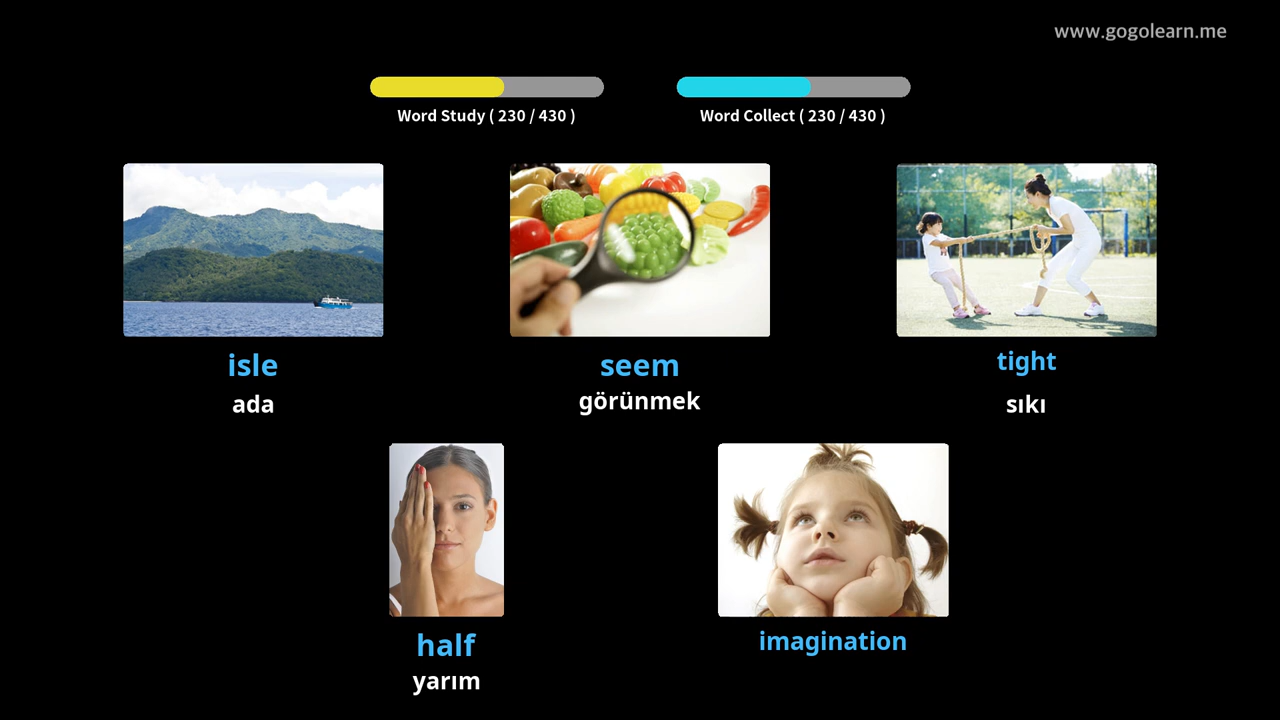 www.gogolearn.me
Word Study ( 230 / 430 )
Word Collect ( 230 / 430 )
isle
ada
seem
görünmek
tight
sıkı
half
yarım
imagination